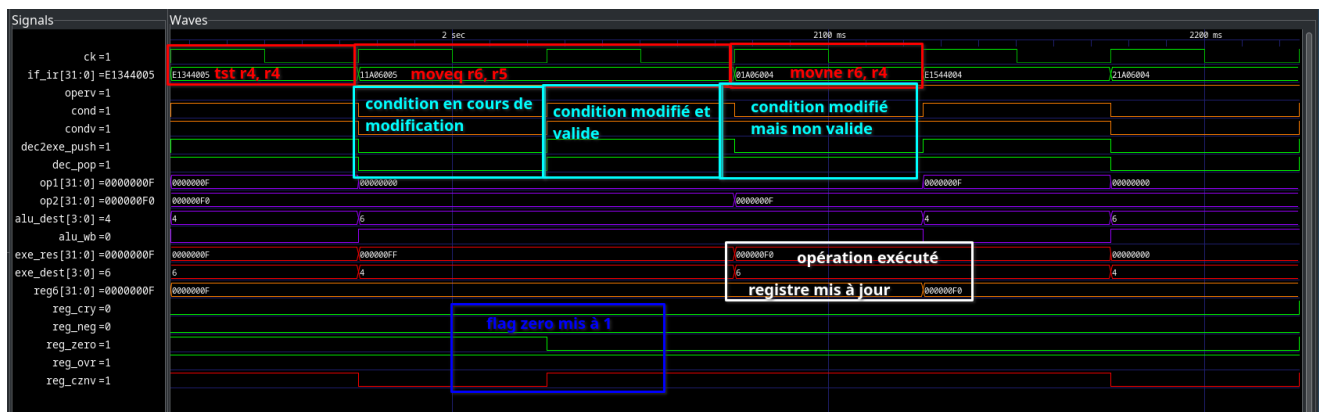 Signals
Waves
2 sec
2100 ms
2200 ms
ck =1
if_ir[31:0] =E1344005
E1344005
tst r4, r4
11A06005
moveq r6, r5
01A06004
movne r6, r4
E1544004
21A06004
operv =1
cond =1
condition en cours de
modification
condition modifié et
valide
condition modifié
mais non valide
condv =1
dec2exe_push =1
dec_pop =1
op1[31:0] =0000000F
0000000F
00000000
0000000F
00000000
op2[31:0] =000000F0
000000F0
0000000F
alu_dest[3:0] =4
4
6
4
6
alu_wb =0
exe_res[31:0] =0000000F
0000000F
000000FF
000000F0
00000000
opération exécuté
exe_dest[3:0] =6
6
4
6
4
reg6[31:0] =0000000F
0000000F
registre mis à jour
000000F0
reg_cry =0
reg_neg =0
flag zero mis à 1
reg_zero =1
reg_ovr =1
reg_cznv =1